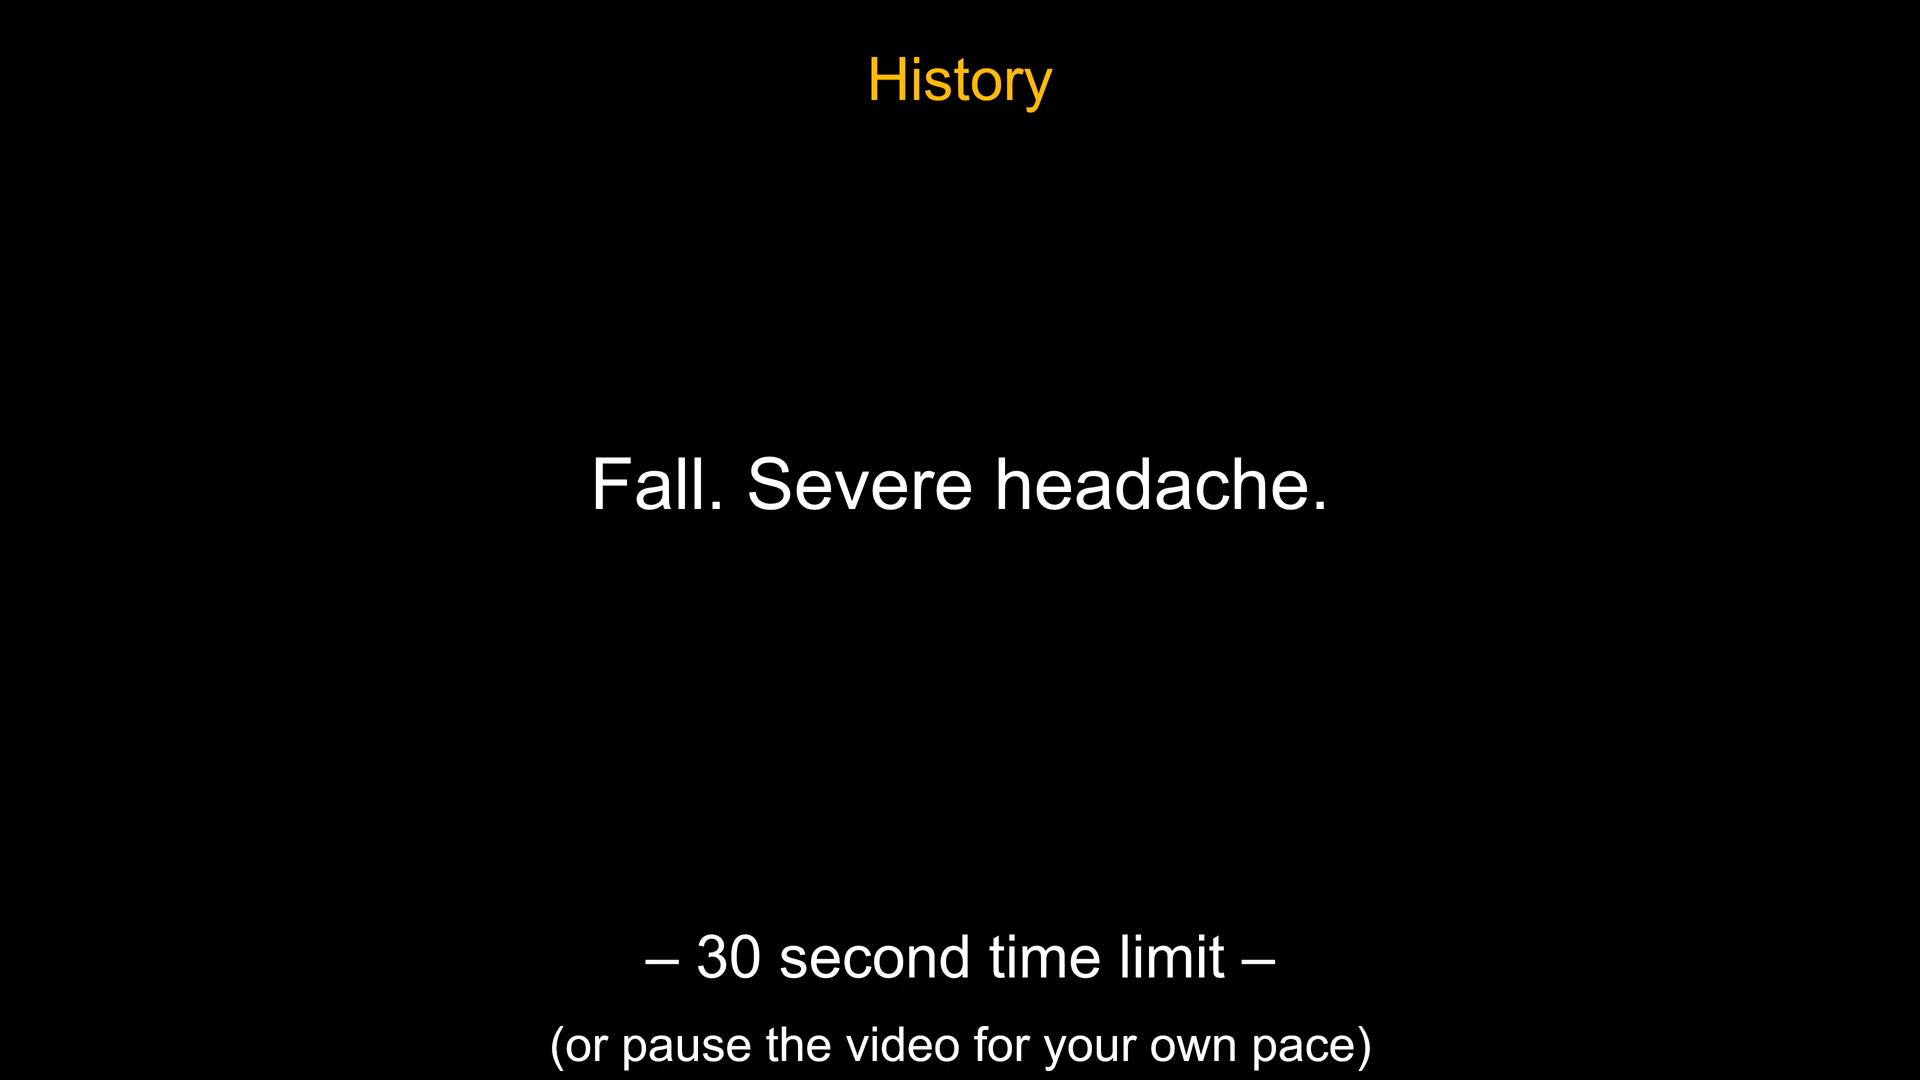 History
Fall. Severe headache.
– 30 second time limit –
(or pause the video for your own pace)